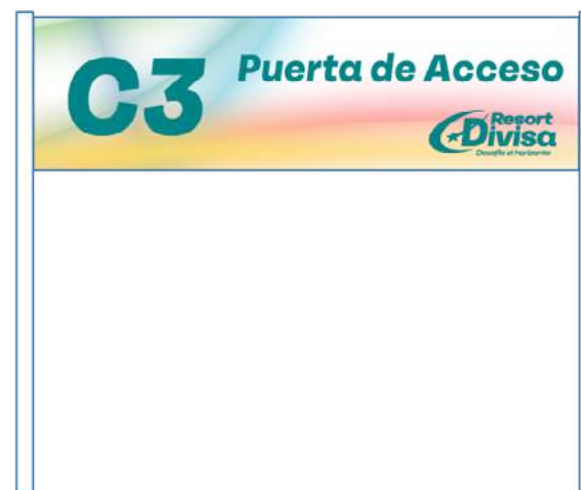 C3
Puerta de Acceso
Resort
Divisa
Desafía el horizonte